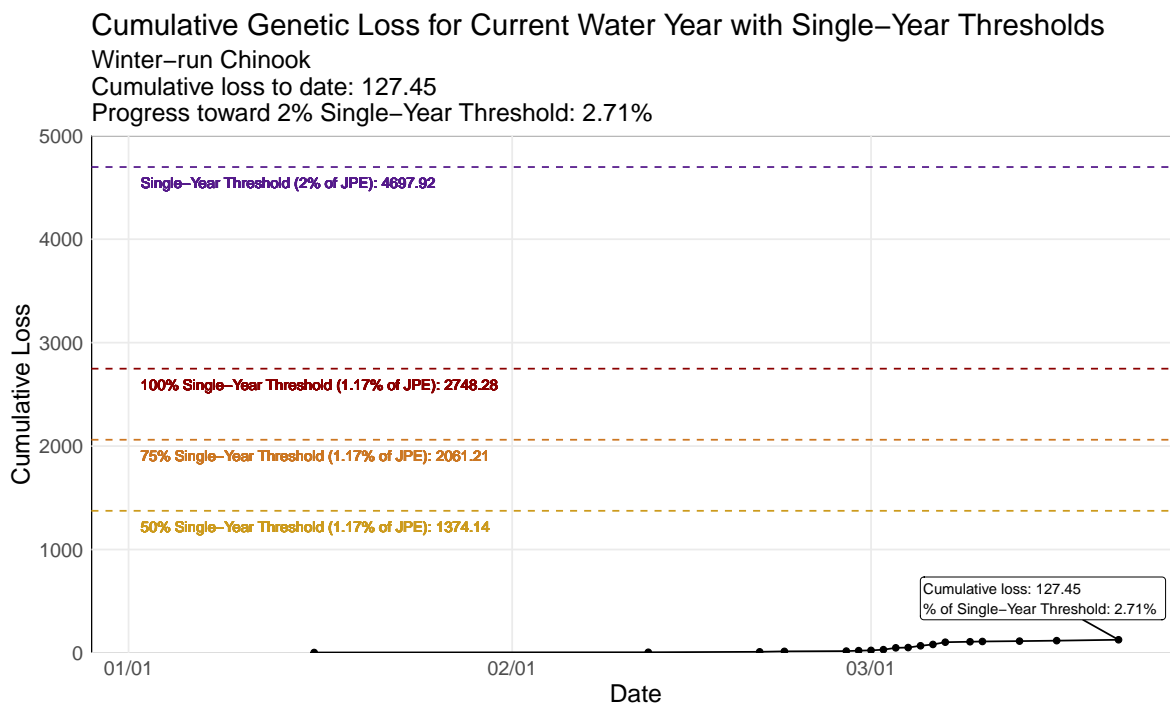 Cumulative Genetic Loss for Current Water Year with Single−Year Thresholds
Winter−run Chinook
Cumulative loss to date: 127.45
Progress toward 2% Single−Year Threshold: 2.71%
5000
Single−Year Threshold (2% of JPE): 4697.92
4000
3000
100% Single−Year Threshold (1.17% of JPE): 2748.28
2000
75% Single−Year Threshold (1.17% of JPE): 2061.21
50% Single−Year Threshold (1.17% of JPE): 1374.14
1000
Cumulative loss: 127.45
% of Single−Year Threshold: 2.71%
0
Cumulative Loss
01/01
02/01
03/01
Date